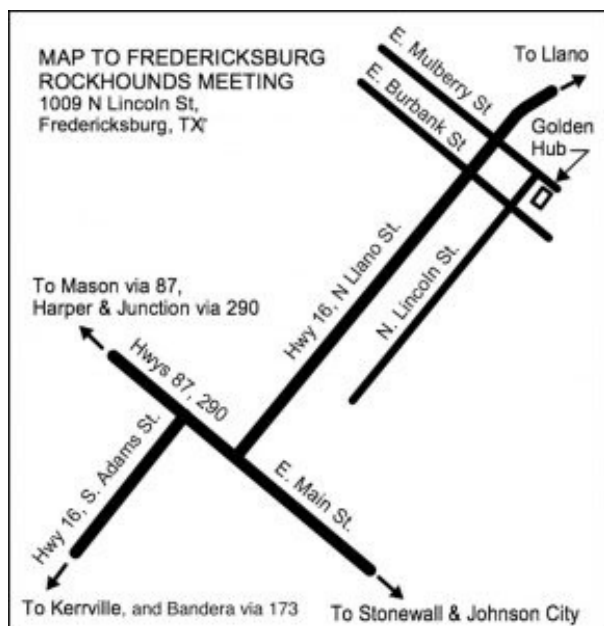 MAP TO FREDERICKSBURG
ROCKHOUNDS MEETING
1009 N Lincoln St,
Fredericksburg, TX
E. Mulberry St
To Llano
E. Burbank St
Golden
Hub
Hwy 16, N Llano St.
N. Lincoln St.
To Mason via 87,
Harper & Junction via 290
Hwys 87, 290
Hwy 16, S. Adams St.
E. Main St.
To Kerrville, and Bandera via 173
To Stonewall & Johnson City